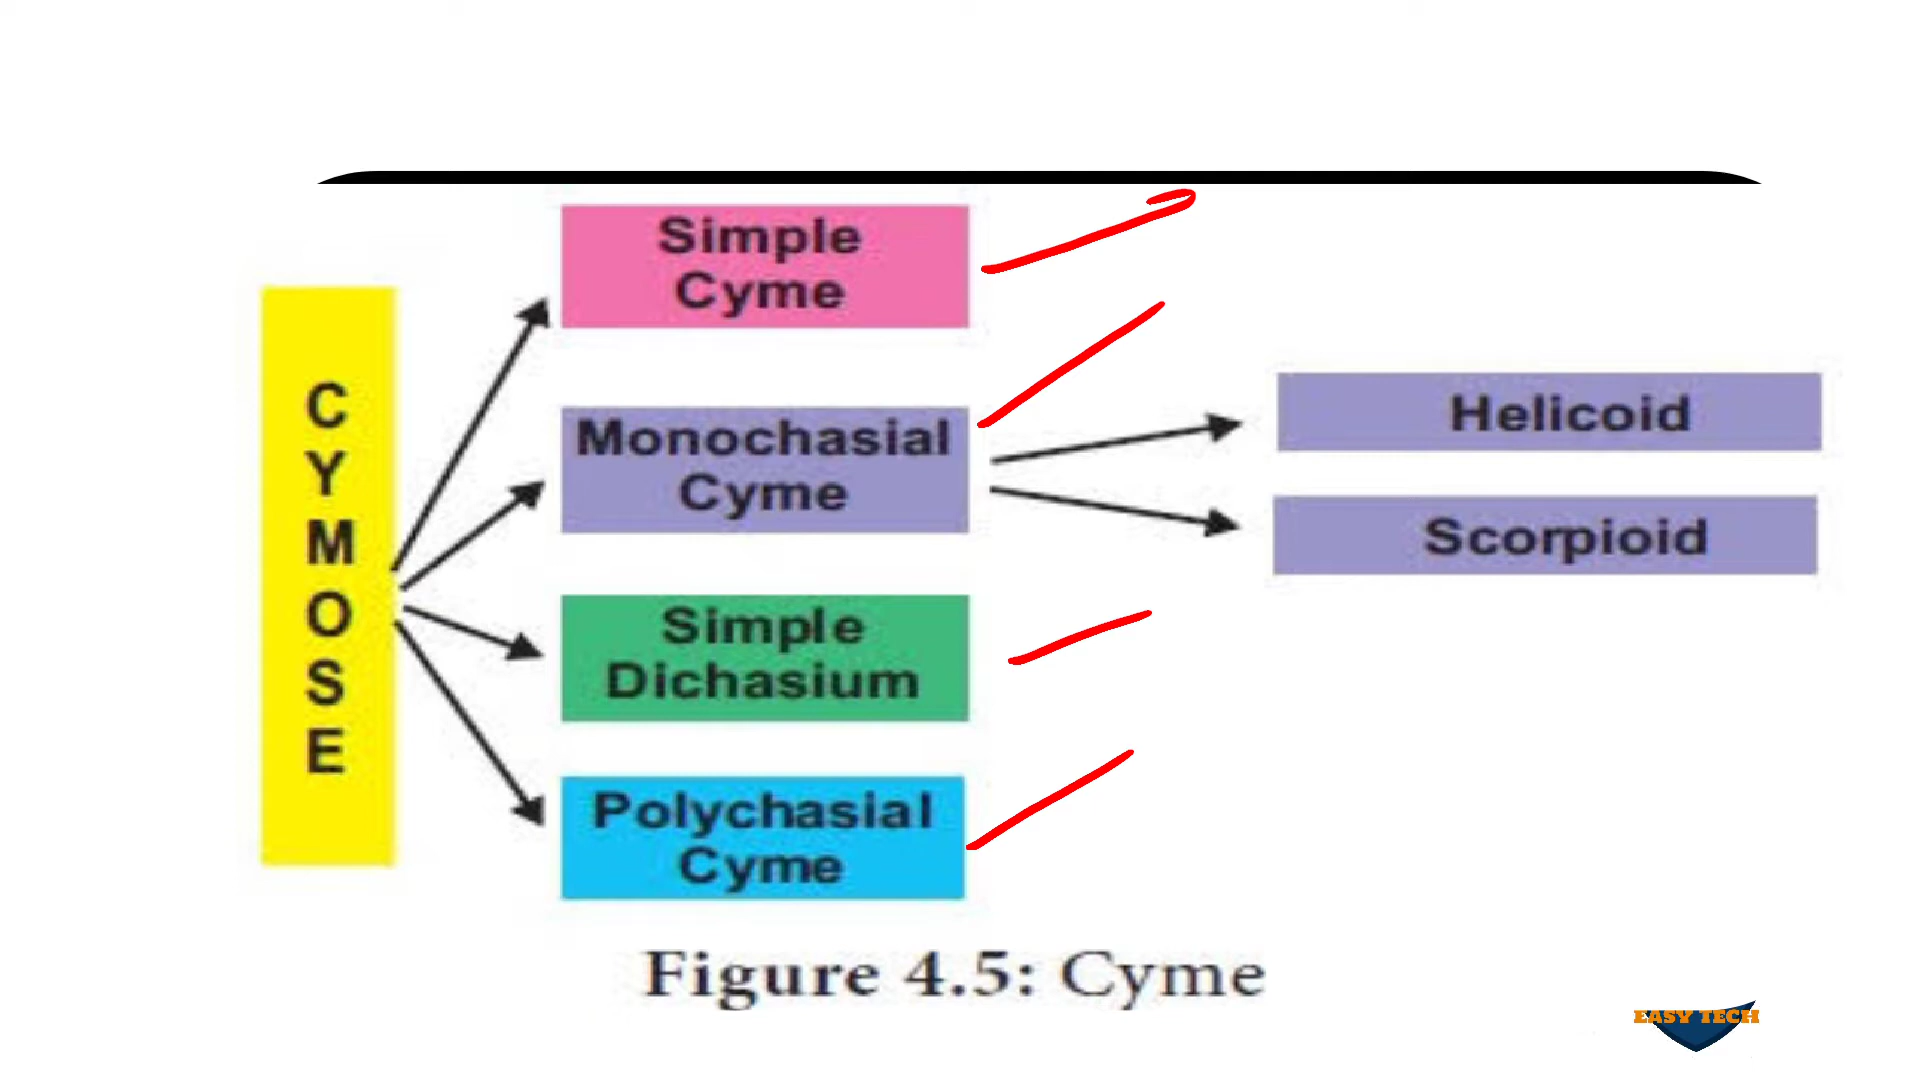 Simple
Cyme
CYMOSE
Monochasial
Cyme
Helicoid
Scorpioid
Simple
Dichasium
Polychasial
Cyme
Figure 4.5: Cyme
EASY TECH